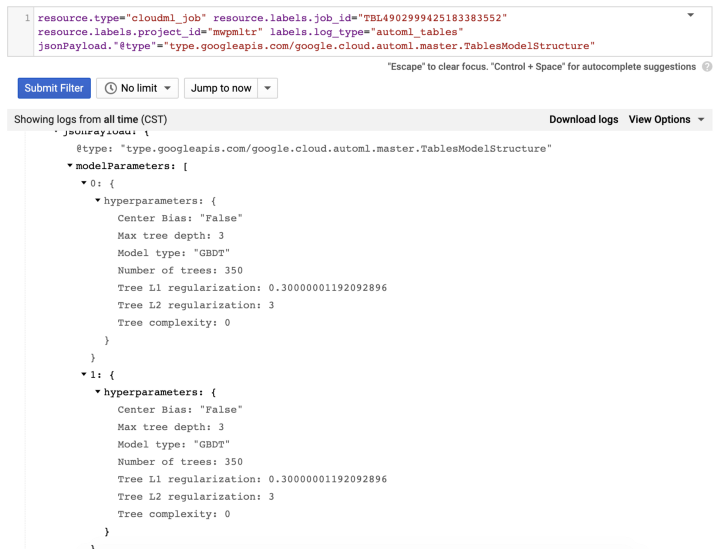 1 resource.type="cloudml_job" resource.labels.job_id="TBL4902999425183383552"
resource.labels.project_id="mwpmltr" labels.log_type="automl_tables"
jsonPayload."@type"="type.googleapis.com/google.cloud.automl.master.TablesModelStructure"
"Escape" to clear focus. "Control + Space" for autocomplete suggestions ?
Submit Filter No limit Jump to now
Showing logs from all time (CST) Download logs View Options
jsonPayload: {
@type: "type.googleapis.com/google.cloud.automl.master.TablesModelStructure"
modelParameters: [
0: {
hyperparameters: {
Center Bias: "False"
Max tree depth: 3
Model type: "GBDT"
Number of trees: 350
Tree L1 regularization: 0.30000001192092896
Tree L2 regularization: 3
Tree complexity: 0
}
}
1: {
hyperparameters: {
Center Bias: "False"
Max tree depth: 3
Model type: "GBDT"
Number of trees: 350
Tree L1 regularization: 0.30000001192092896
Tree L2 regularization: 3
Tree complexity: 0
}
}